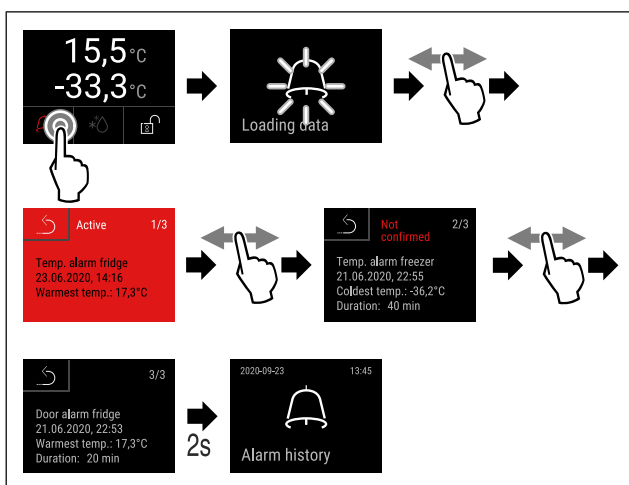 15,5°C
-33,3°C
Loading data
Active 1/3
Temp. alarm fridge
23.06.2020, 14:16
Warmest temp.: 17,3°C
Not 2/3
confirmed
Temp. alarm freezer
21.06.2020, 22:55
Coldest temp.: -36,2°C
Duration: 40 min
3/3
Door alarm fridge
21.06.2020, 22:53
Warmest temp.: 17,3°C
Duration: 20 min
2s
2020-09-23 13:45
Alarm history